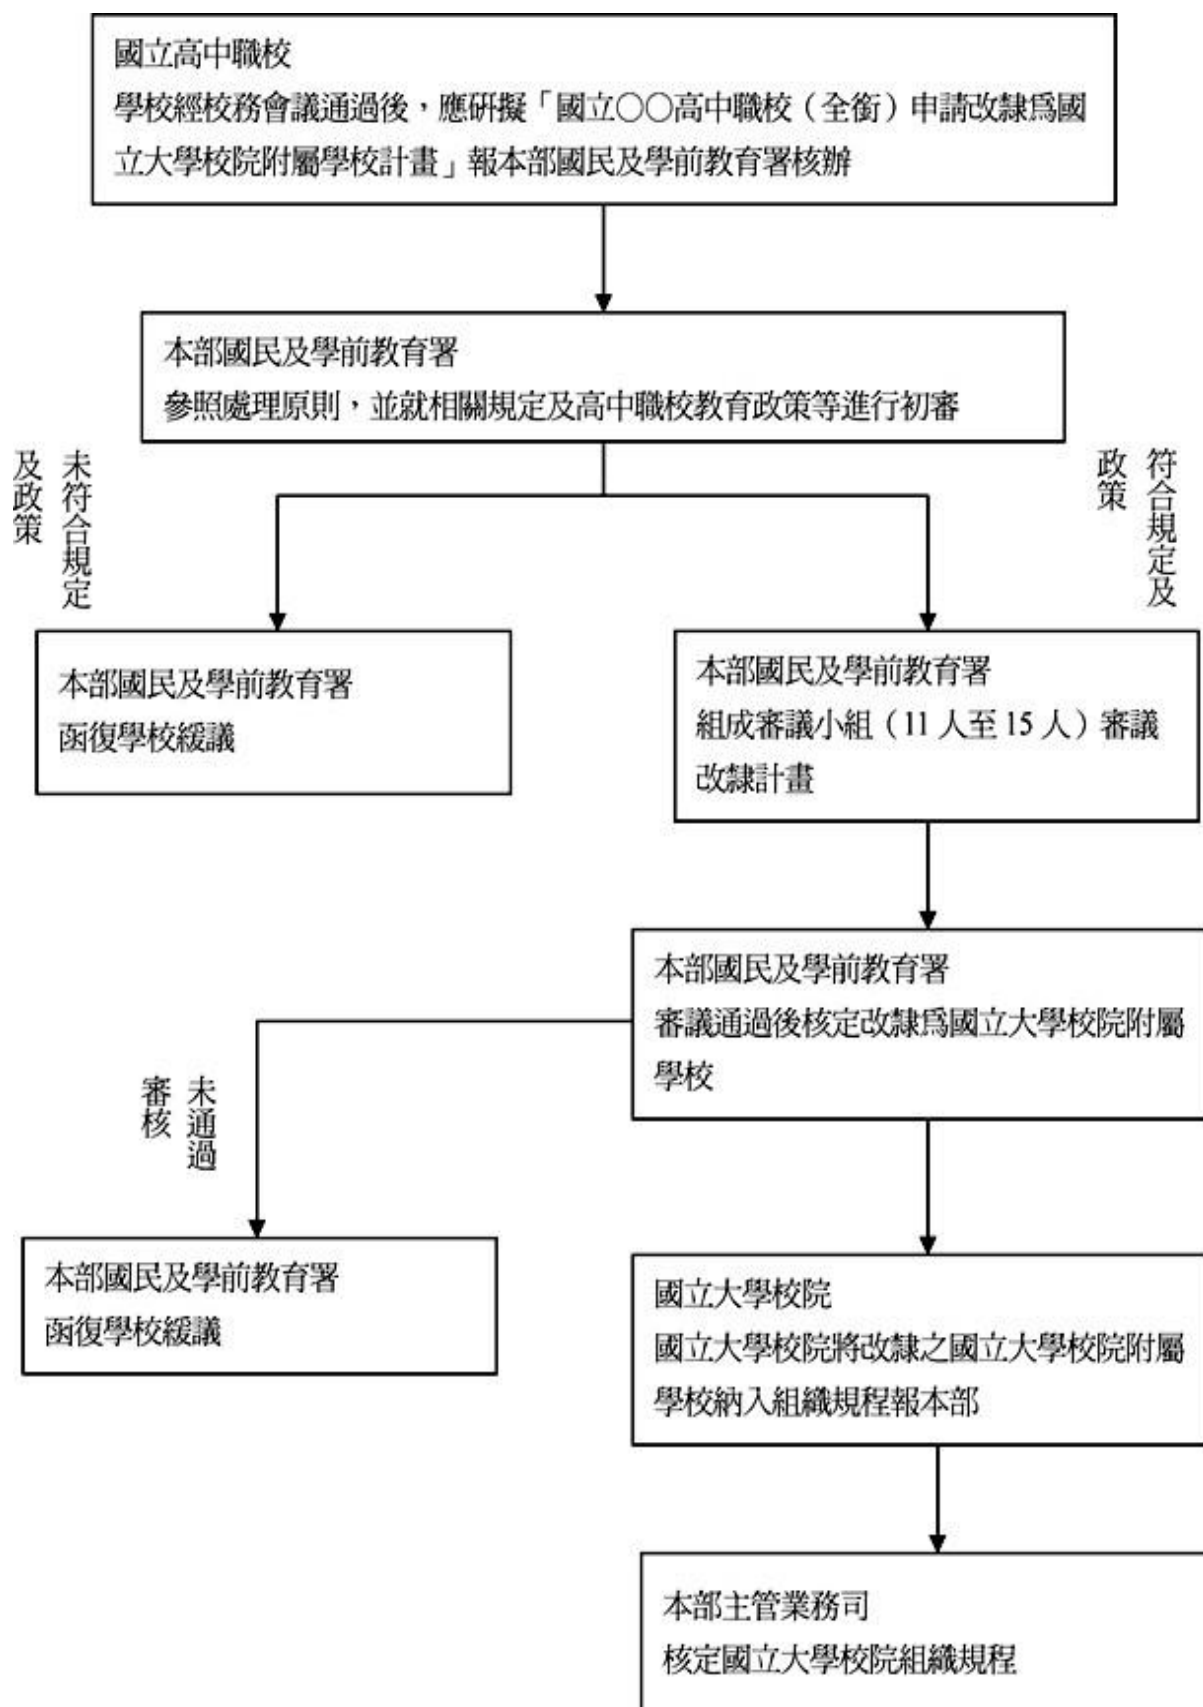 國立高中職校
學校經校務會議通過後，應研擬「國立○○高中職校（全銜）申請改隸為國
立大學校院附屬學校計畫」報本部國民及學前教育署核辦
本部國民及學前教育署
參照處理原則，並就相關規定及高中職校教育政策等進行初審
未符合規定
及政策
符合規定及
政策
本部國民及學前教育署
函復學校緩議
本部國民及學前教育署
組成審議小組（11 人至 15 人）審議
改隸計畫
本部國民及學前教育署
審議通過後核定改隸為國立大學校院附屬
學校
未通過
審核
本部國民及學前教育署
函復學校緩議
國立大學校院
國立大學校院將改隸之國立大學校院附屬
學校納入組織規程報本部
本部主管業務司
核定國立大學校院組織規程